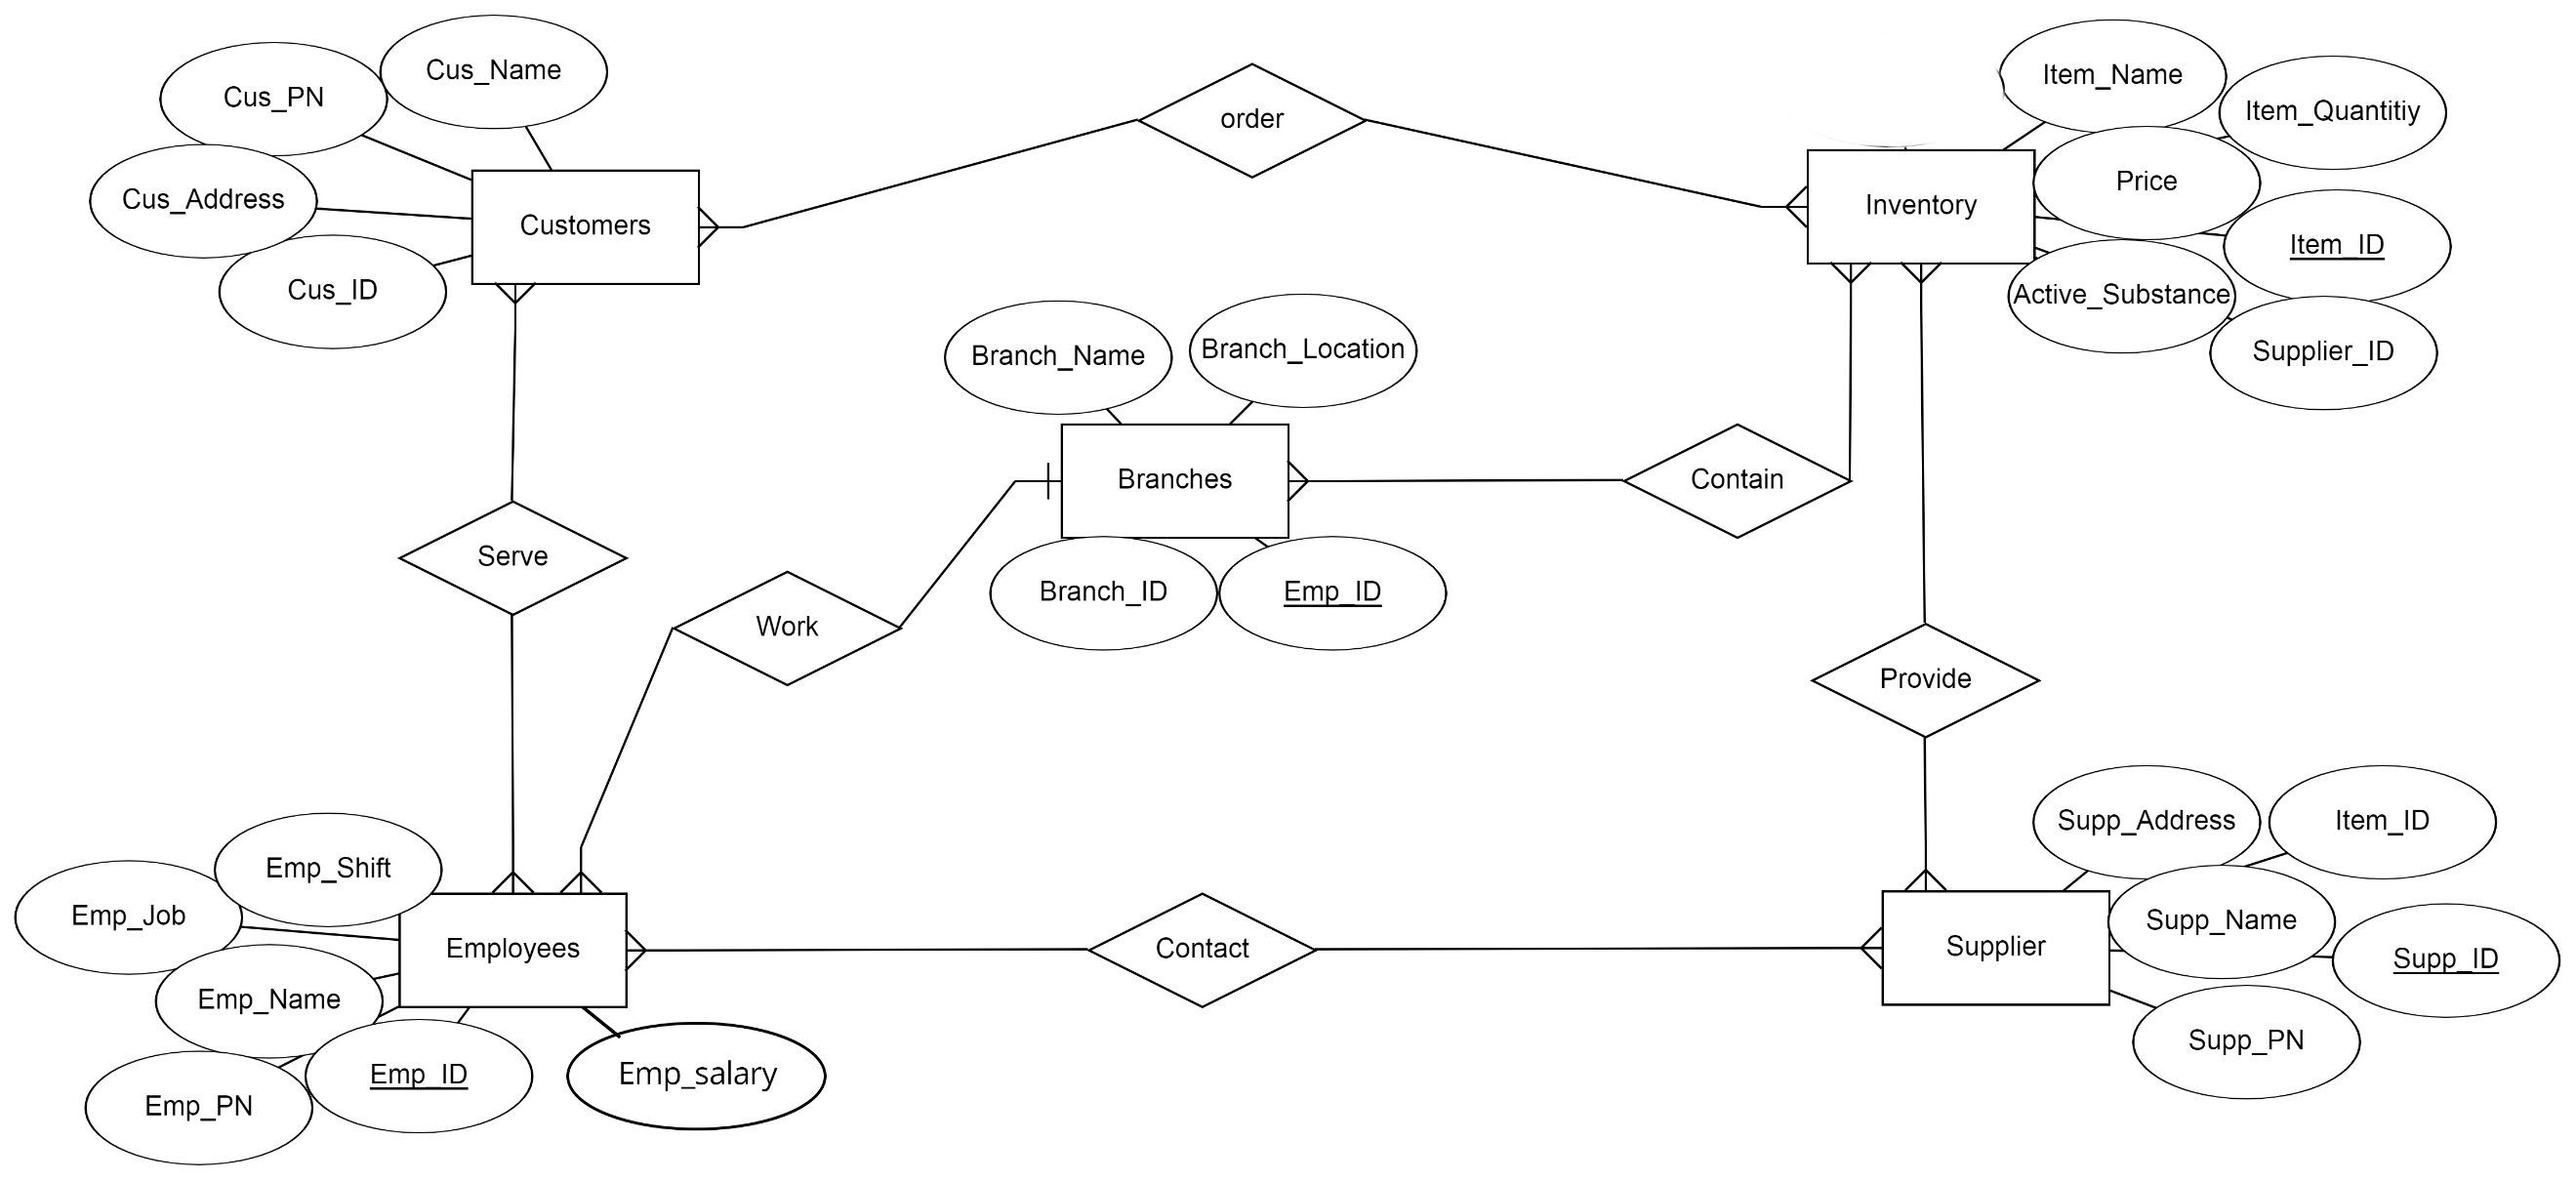 Cus_Name
Cus_PN
Cus_Address
Cus_ID
Customers
order
Item_Name
Item_Quantitiy
Price
Inventory
Item_ID
Active_Substance
Supplier_ID
Branch_Name
Branch_Location
Branches
Contain
Branch_ID
Emp_ID
Serve
Work
Provide
Emp_Shift
Emp_Job
Employees
Emp_Name
Emp_PN
Emp_ID
Emp_salary
Contact
Supp_Address
Item_ID
Supp_Name
Supplier
Supp_ID
Supp_PN